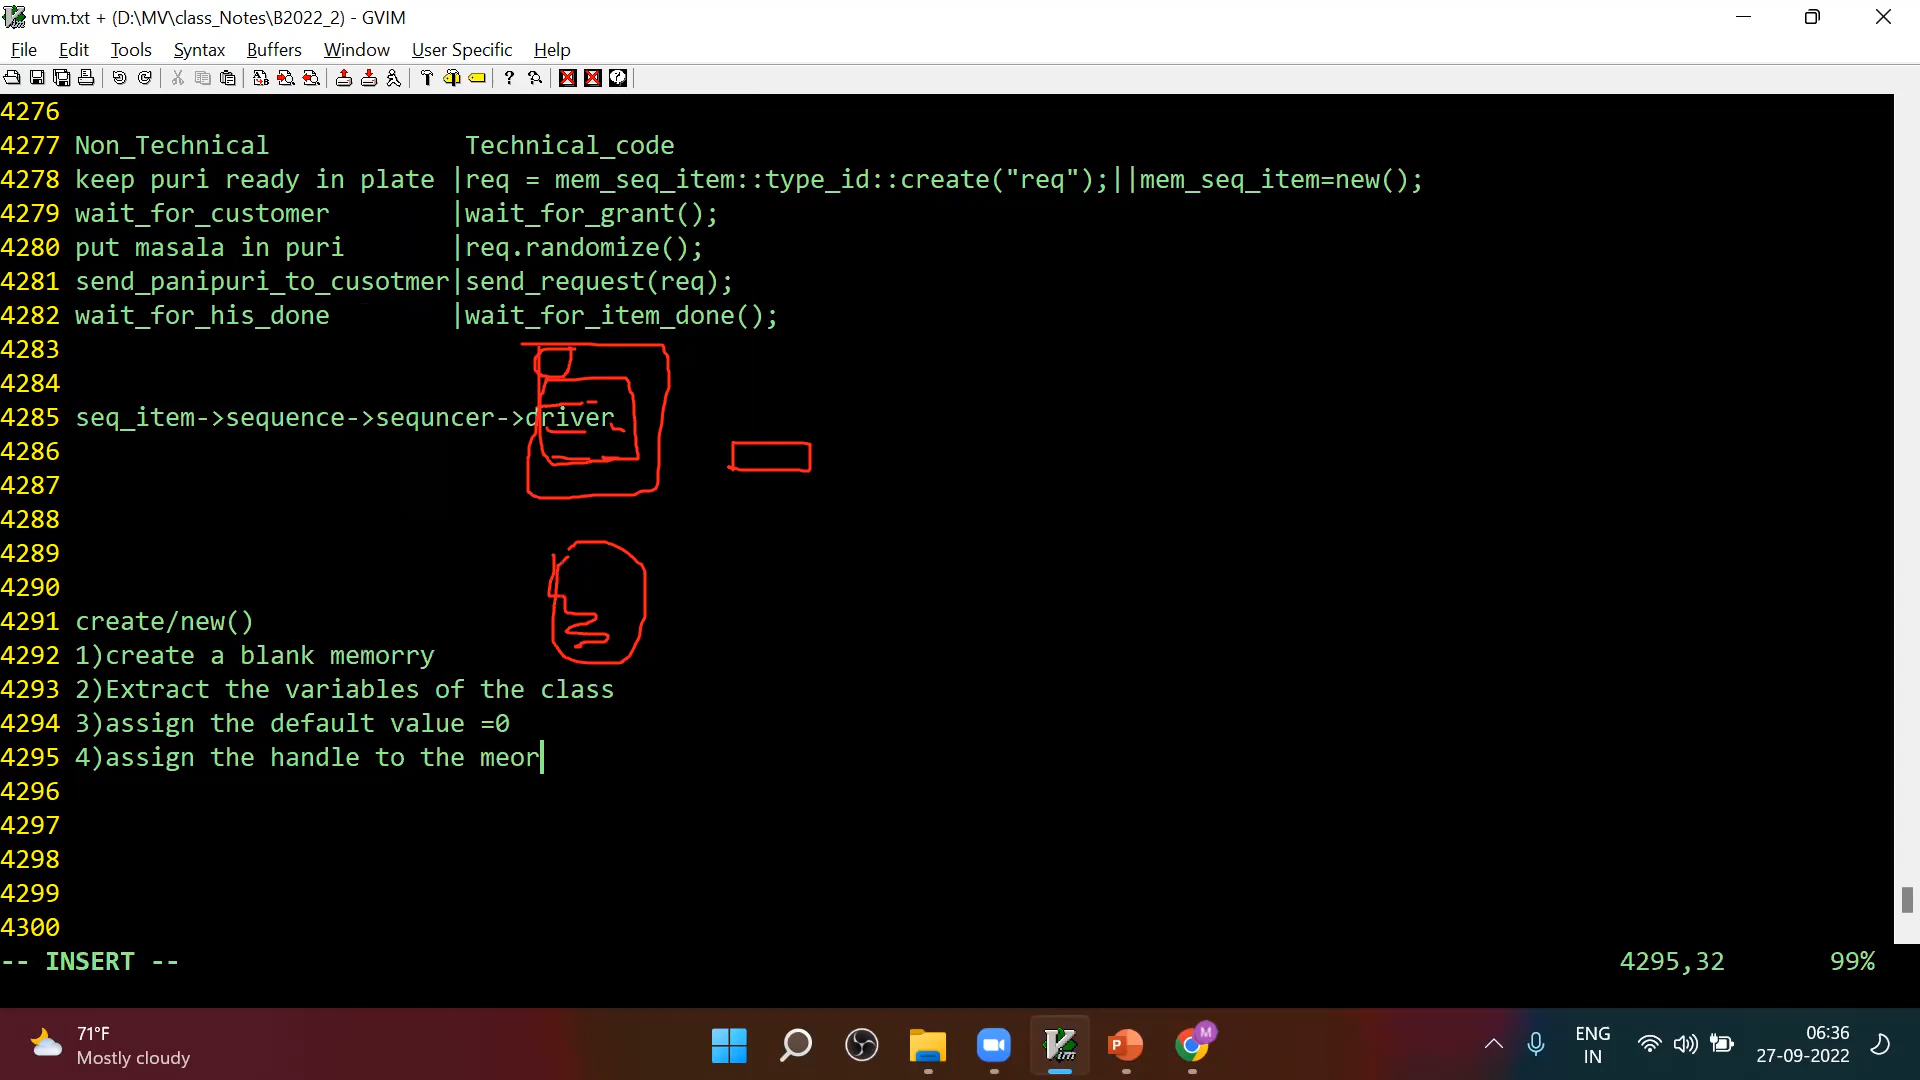 uvm.txt + (D:\MV\class_Notes\B2022_2) - GVIM
File Edit Tools Syntax Buffers Window User Specific Help
4276
4277 Non_Technical Technical_code
4278 keep puri ready in plate |req = mem_seq_item::type_id::create("req");||mem_seq_item=new();
4279 wait_for_customer |wait_for_grant();
4280 put masala in puri |req.randomize();
4281 send_panipuri_to_cusotmer|send_request(req);
4282 wait_for_his_done |wait_for_item_done();
4283
4284
4285 seq_item->sequence->sequncer->driver
4286
4287
4288
4289
4290
4291 create/new()
4292 1)create a blank memorry
4293 2)Extract the variables of the class
4294 3)assign the default value =0
4295 4)assign the handle to the meor
4296
4297
4298
4299
4300
-- INSERT -- 4295,32 99%
71°F
Mostly cloudy
ENG
IN
06:36
27-09-2022